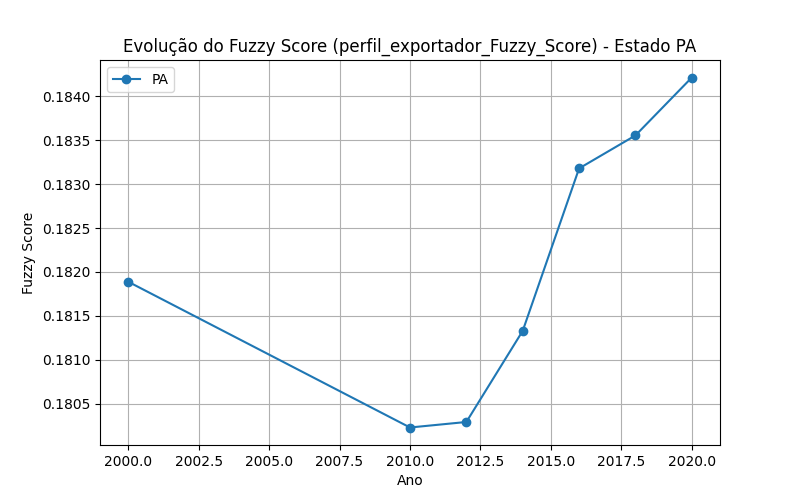 Evolução do Fuzzy Score (perfil_exportador_Fuzzy_Score) - Estado PA
PA
0.1840
0.1835
0.1830
0.1825
0.1820
0.1815
0.1810
0.1805
Fuzzy Score
2000.0 2002.5 2005.0 2007.5 2010.0 2012.5 2015.0 2017.5 2020.0
Ano